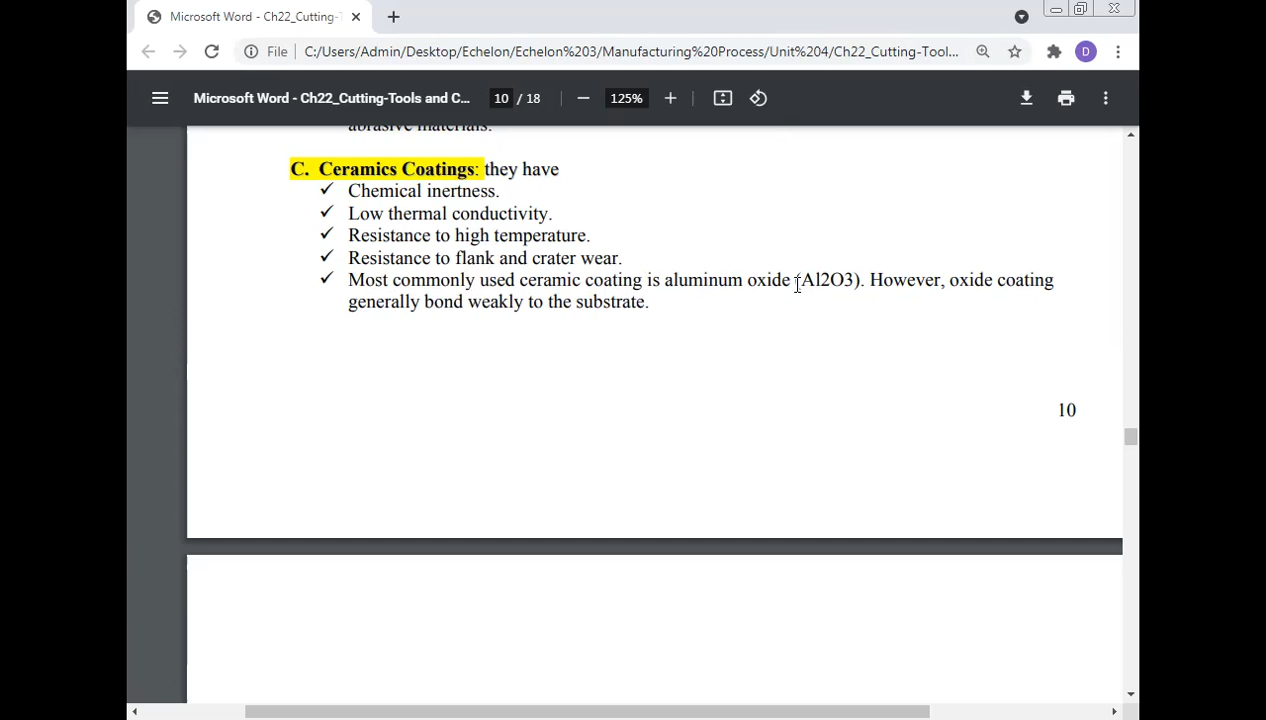 Microsoft Word - Ch22_Cutting-T
File C:/Users/Admin/Desktop/Echelon/Echelon%203/Manufacturing%20Process/Unit%204/Ch22_Cutting-Tool... D
Microsoft Word - Ch22_Cutting-Tools and C... 10 / 18 125%
abrasive materials.
C. Ceramics Coatings: they have
✓ Chemical inertness.
✓ Low thermal conductivity.
✓ Resistance to high temperature.
✓ Resistance to flank and crater wear.
✓ Most commonly used ceramic coating is aluminum oxide (Al2O3). However, oxide coating
generally bond weakly to the substrate.
10